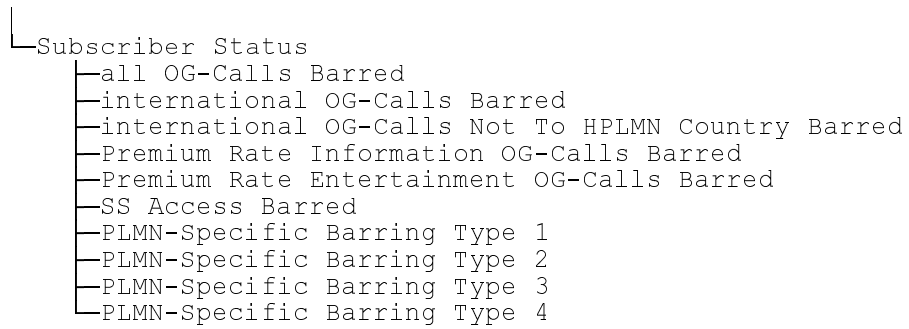 Subscriber Status
all OG-Calls Barred
international OG-Calls Barred
international OG-Calls Not To HPLMN Country Barred
Premium Rate Information OG-Calls Barred
Premium Rate Entertainment OG-Calls Barred
SS Access Barred
PLMN-Specific Barring Type 1
PLMN-Specific Barring Type 2
PLMN-Specific Barring Type 3
PLMN-Specific Barring Type 4